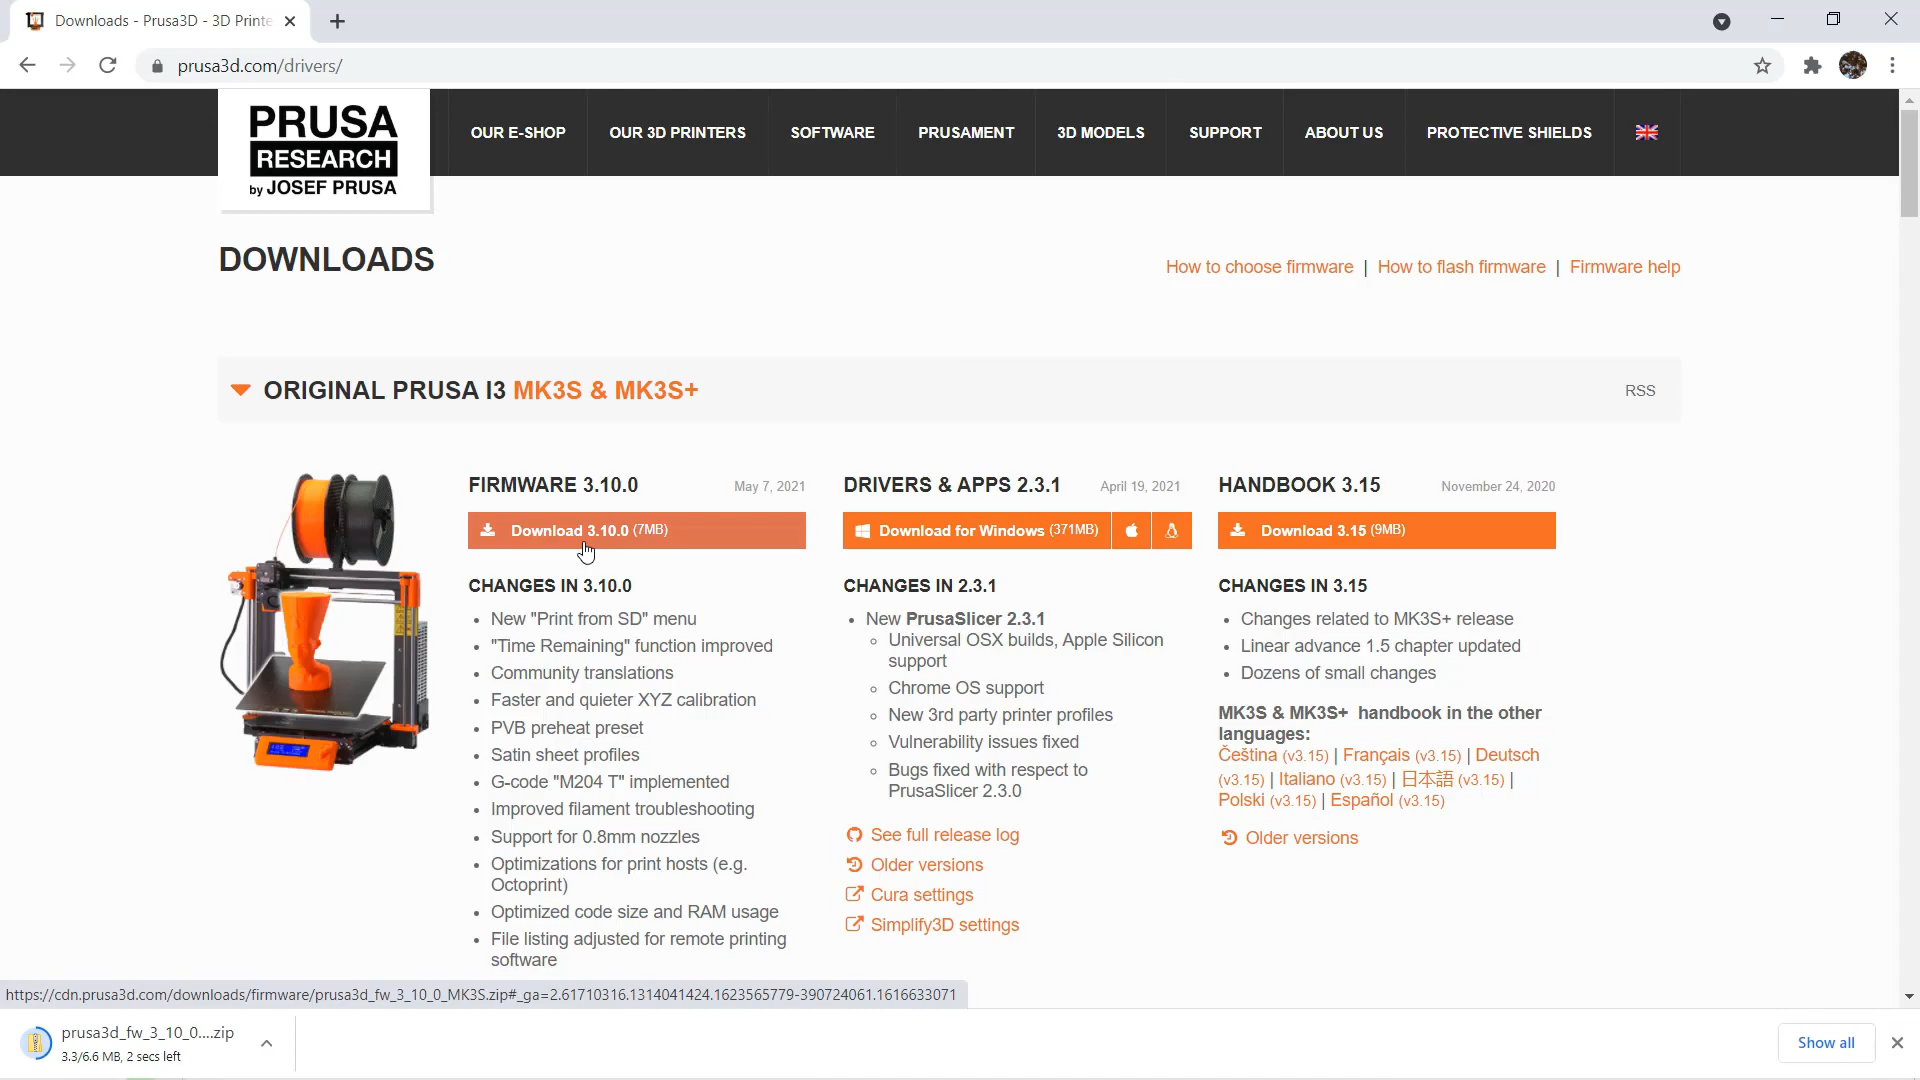 Downloads - Prusa3D - 3D Printe
prusa3d.com/drivers/
PRUSA
RESEARCH
by JOSEF PRUSA
OUR E-SHOP
OUR 3D PRINTERS
SOFTWARE
PRUSAMENT
3D MODELS
SUPPORT
ABOUT US
PROTECTIVE SHIELDS
DOWNLOADS
How to choose firmware | How to flash firmware | Firmware help
ORIGINAL PRUSA I3 MK3S & MK3S+
RSS
FIRMWARE 3.10.0
May 7, 2021
Download 3.10.0 (7MB)
CHANGES IN 3.10.0
• New "Print from SD" menu
• "Time Remaining" function improved
• Community translations
• Faster and quieter XYZ calibration
• PVB preheat preset
• Satin sheet profiles
• G-code "M204 T" implemented
• Improved filament troubleshooting
• Support for 0.8mm nozzles
• Optimizations for print hosts (e.g.
Octoprint)
• Optimized code size and RAM usage
• File listing adjusted for remote printing
software
DRIVERS & APPS 2.3.1
April 19, 2021
Download for Windows (371MB)
CHANGES IN 2.3.1
• New PrusaSlicer 2.3.1
Universal OSX builds, Apple Silicon
support
Chrome OS support
New 3rd party printer profiles
Vulnerability issues fixed
Bugs fixed with respect to
PrusaSlicer 2.3.0
See full release log
Older versions
Cura settings
Simplify3D settings
HANDBOOK 3.15
November 24, 2020
Download 3.15 (9MB)
CHANGES IN 3.15
• Changes related to MK3S+ release
• Linear advance 1.5 chapter updated
• Dozens of small changes
MK3S & MK3S+ handbook in the other
languages:
Čeština (v3.15) | Français (v3.15) | Deutsch
(v3.15) | Italiano (v3.15) | 日本語 (v3.15) |
Polski (v3.15) | Español (v3.15)
Older versions
https://cdn.prusa3d.com/downloads/firmware/prusa3d_fw_3_10_0_MK3S.zip#_ga=2.61710316.1314041424.1623565779-390724061.1616633071
prusa3d_fw_3_10_0....zip
3.3/6.6 MB, 2 secs left
Show all